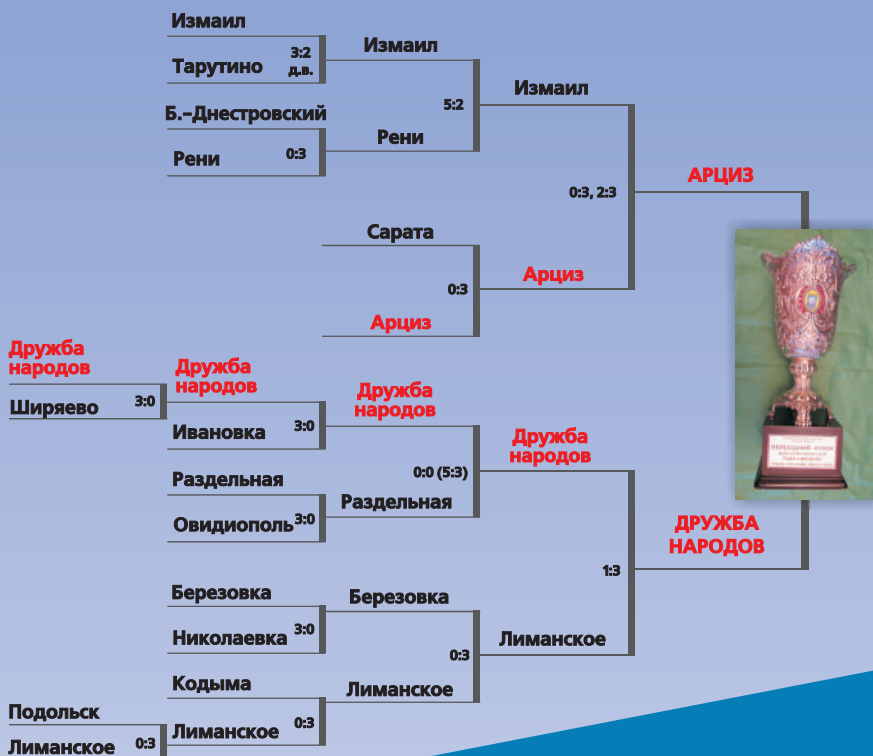 Измаил
Тарутино
3:2
д.в.
Измаил
Б.-Днестровский
Рени
0:3
Рени
5:2
Измаил
0:3, 2:3
АРЦИЗ
Сарата
0:3
Арциз
Арциз
Дружба
народов
Ширяево
3:0
Дружба
народов
Ивановка
3:0
Дружба
народов
Раздельная
Овидиополь
3:0
Раздельная
0:0 (5:3)
Дружба
народов
1:3
ДРУЖБА
НАРОДОВ
Березовка
Николаевка
3:0
Березовка
Кодыма
Лиманское
0:3
Лиманское
0:3
Лиманское
Подольск
Лиманское
0:3